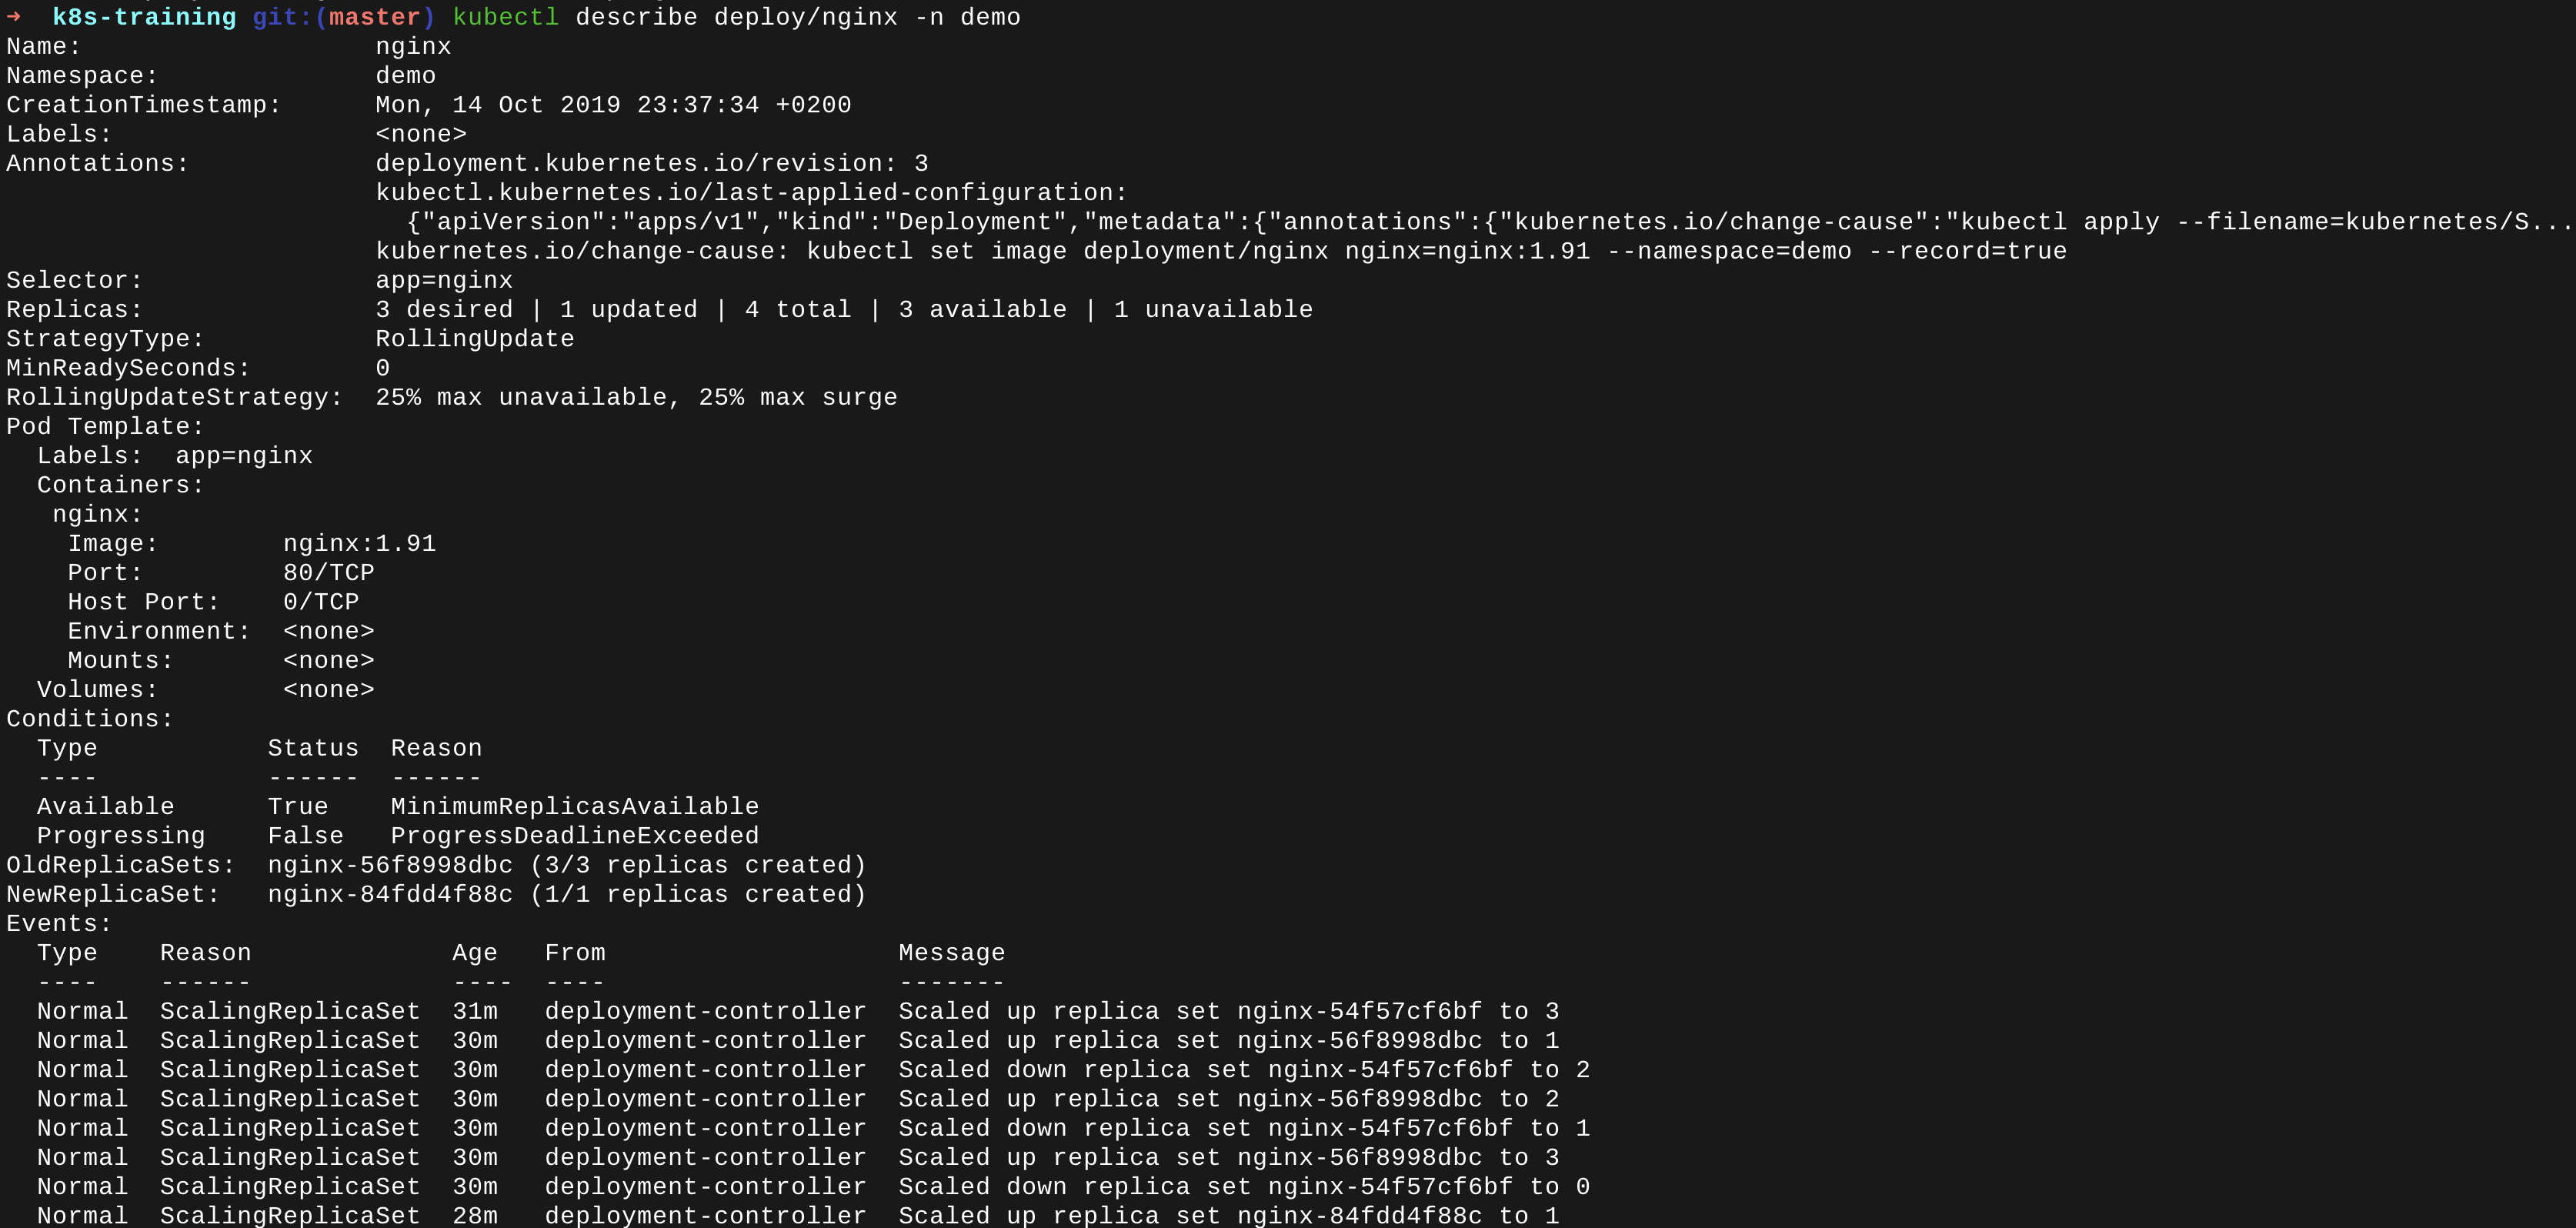 ➜  k8s-training git:(master) kubectl describe deploy/nginx -n demo
Name:                   nginx
Namespace:              demo
CreationTimestamp:      Mon, 14 Oct 2019 23:37:34 +0200
Labels:                 <none>
Annotations:            deployment.kubernetes.io/revision: 3
                        kubectl.kubernetes.io/last-applied-configuration:
                          {"apiVersion":"apps/v1","kind":"Deployment","metadata":{"annotations":{"kubernetes.io/change-cause":"kubectl apply --filename=kubernetes/S...
                        kubernetes.io/change-cause: kubectl set image deployment/nginx nginx=nginx:1.91 --namespace=demo --record=true
Selector:               app=nginx
Replicas:               3 desired | 1 updated | 4 total | 3 available | 1 unavailable
StrategyType:           RollingUpdate
MinReadySeconds:        0
RollingUpdateStrategy:  25% max unavailable, 25% max surge
Pod Template:
  Labels:  app=nginx
  Containers:
   nginx:
    Image:        nginx:1.91
    Port:         80/TCP
    Host Port:    0/TCP
    Environment:  <none>
    Mounts:       <none>
  Volumes:        <none>
Conditions:
  Type           Status  Reason
  ----           ------  ------
  Available      True    MinimumReplicasAvailable
  Progressing    False   ProgressDeadlineExceeded
OldReplicaSets:  nginx-56f8998dbc (3/3 replicas created)
NewReplicaSet:   nginx-84fdd4f88c (1/1 replicas created)
Events:
  Type    Reason             Age   From                   Message
  ----    ------             ----  ----                   -------
  Normal  ScalingReplicaSet  31m   deployment-controller  Scaled up replica set nginx-54f57cf6bf to 3
  Normal  ScalingReplicaSet  30m   deployment-controller  Scaled up replica set nginx-56f8998dbc to 1
  Normal  ScalingReplicaSet  30m   deployment-controller  Scaled down replica set nginx-54f57cf6bf to 2
  Normal  ScalingReplicaSet  30m   deployment-controller  Scaled up replica set nginx-56f8998dbc to 2
  Normal  ScalingReplicaSet  30m   deployment-controller  Scaled down replica set nginx-54f57cf6bf to 1
  Normal  ScalingReplicaSet  30m   deployment-controller  Scaled up replica set nginx-56f8998dbc to 3
  Normal  ScalingReplicaSet  30m   deployment-controller  Scaled down replica set nginx-54f57cf6bf to 0
  Normal  ScalingReplicaSet  28m   deployment-controller  Scaled up replica set nginx-84fdd4f88c to 1